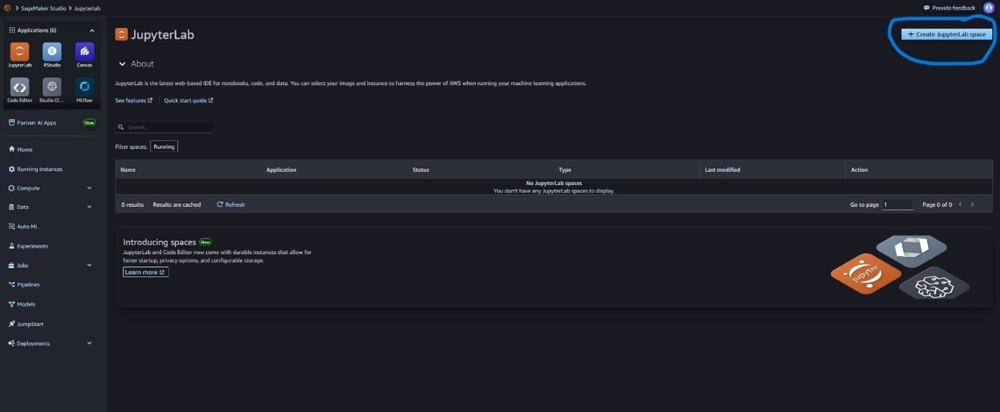 SageMaker Studio > Jupyterlab
Provide feedback
Applications (6)
JupyterLab
RStudio
Canvas
Code Editor
Studio Cl...
MLflow
Partner AI Apps
New
Home
Running instances
Compute
Data
Auto ML
Experiments
Jobs
Pipelines
Models
JumpStart
Deployments
JupyterLab
+ Create JupyterLab space
About
JupyterLab is the latest web-based IDE for notebooks, code, and data. You can select your image and instance to harness the power of AWS when running your machine learning applications.
See features
Quick start guide
Search...
Filter spaces: Running
Name Application Status Type Last modified Action
No JupyterLab spaces
You don't have any JupyterLab spaces to display.
0 results Results are cached Refresh Go to page 1 Page 0 of 0
Introducing spaces New
JupyterLab and Code Editor now come with durable instances that allow for
faster startup, privacy options, and configurable storage.
Learn more
jupyter